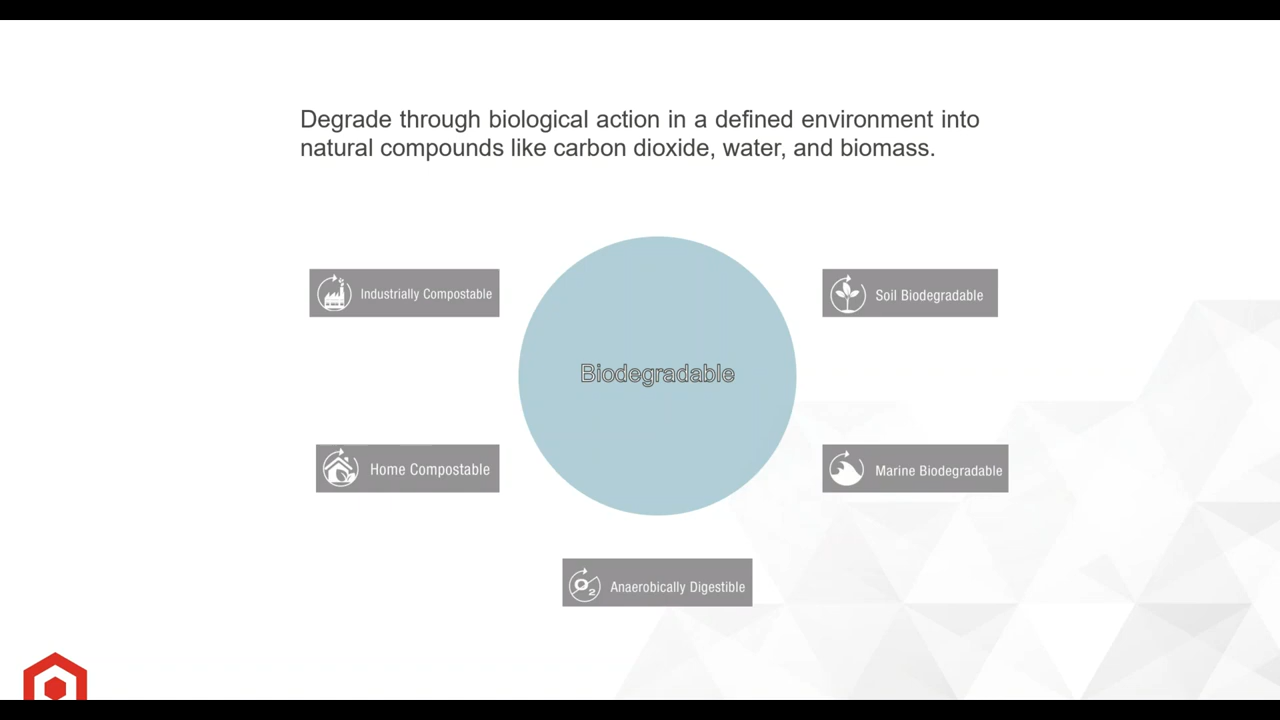 Degrade through biological action in a defined environment into
natural compounds like carbon dioxide, water, and biomass.
Industrially Compostable
Soil Biodegradable
Biodegradable
Home Compostable
Marine Biodegradable
O2
Anaerobically Digestible